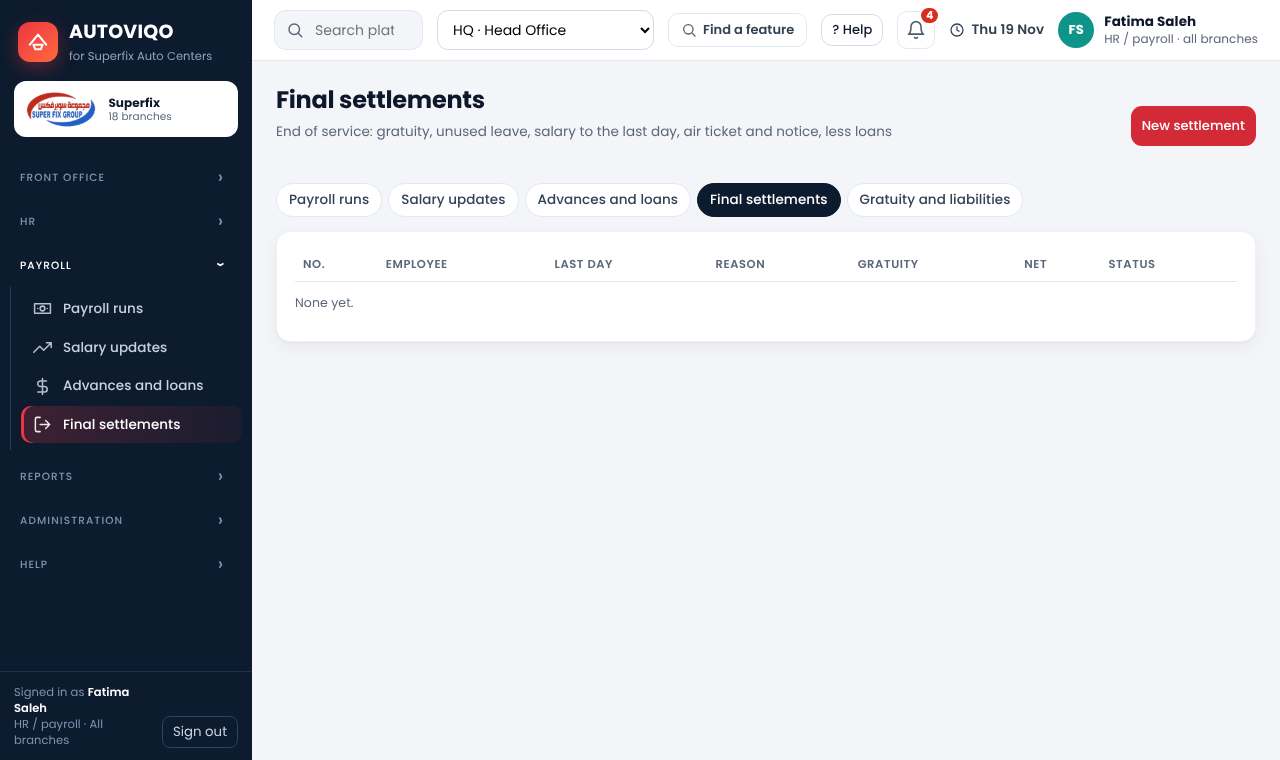 AUTOVIQO
for Superfix Auto Centers
مجموعة سوبر فكس
SUPER FIX GROUP
Superfix
18 branches
FRONT OFFICE
HR
PAYROLL
Payroll runs
Salary updates
Advances and loans
Final settlements
REPORTS
ADMINISTRATION
HELP
Signed in as Fatima
Saleh
HR / payroll · All
branches
Sign out
Search plat
HQ · Head Office
Find a feature
? Help
4
Thu 19 Nov
FS
Fatima Saleh
HR / payroll · all branches
Final settlements
End of service: gratuity, unused leave, salary to the last day, air ticket and notice, less loans
New settlement
Payroll runs Salary updates Advances and loans Final settlements Gratuity and liabilities
NO. EMPLOYEE LAST DAY REASON GRATUITY NET STATUS
None yet.